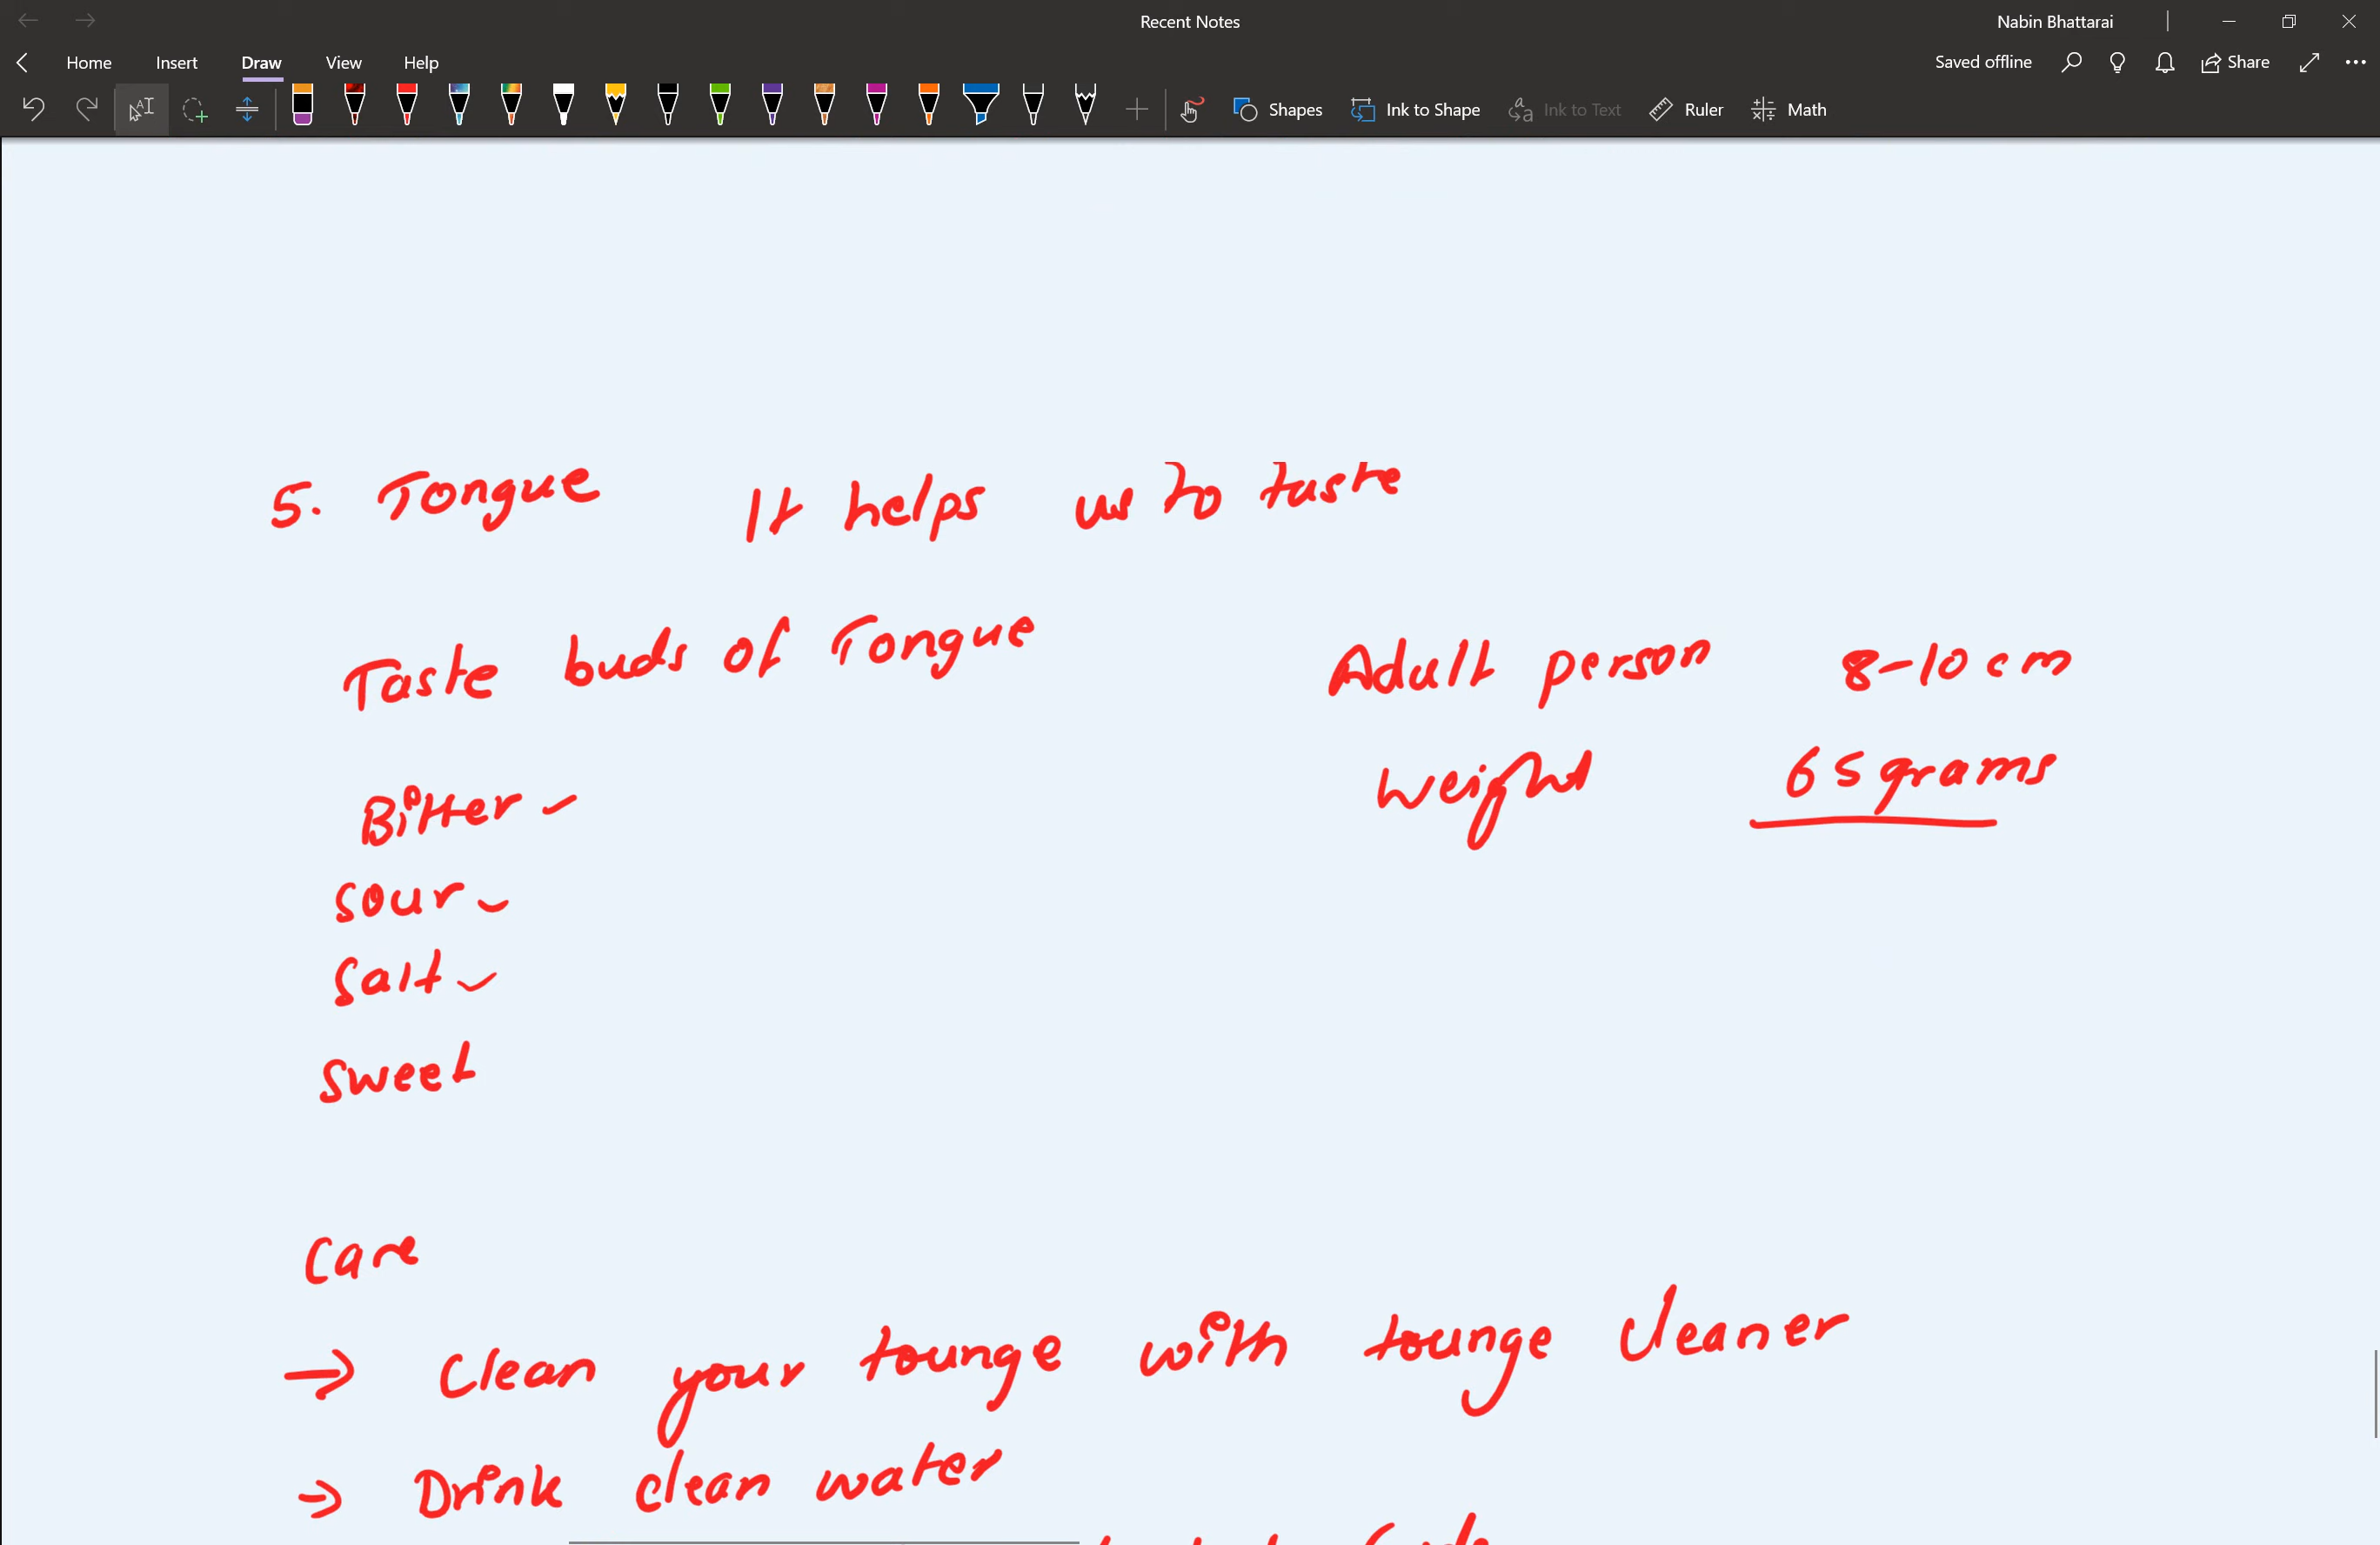 Recent Notes
Nabin Bhattarai
Home Insert Draw View Help
Saved offline
Share
Shapes
Ink to Shape
Ink to Text
Ruler
Math
5. Tongue It helps us to taste
Taste buds of Tongue
Adult person 8-10 cm
weight 65 grams
Bitter -
Sour
Salt
Sweet
Care
→ Clean your tounge with tounge cleaner
→ Drink clean water